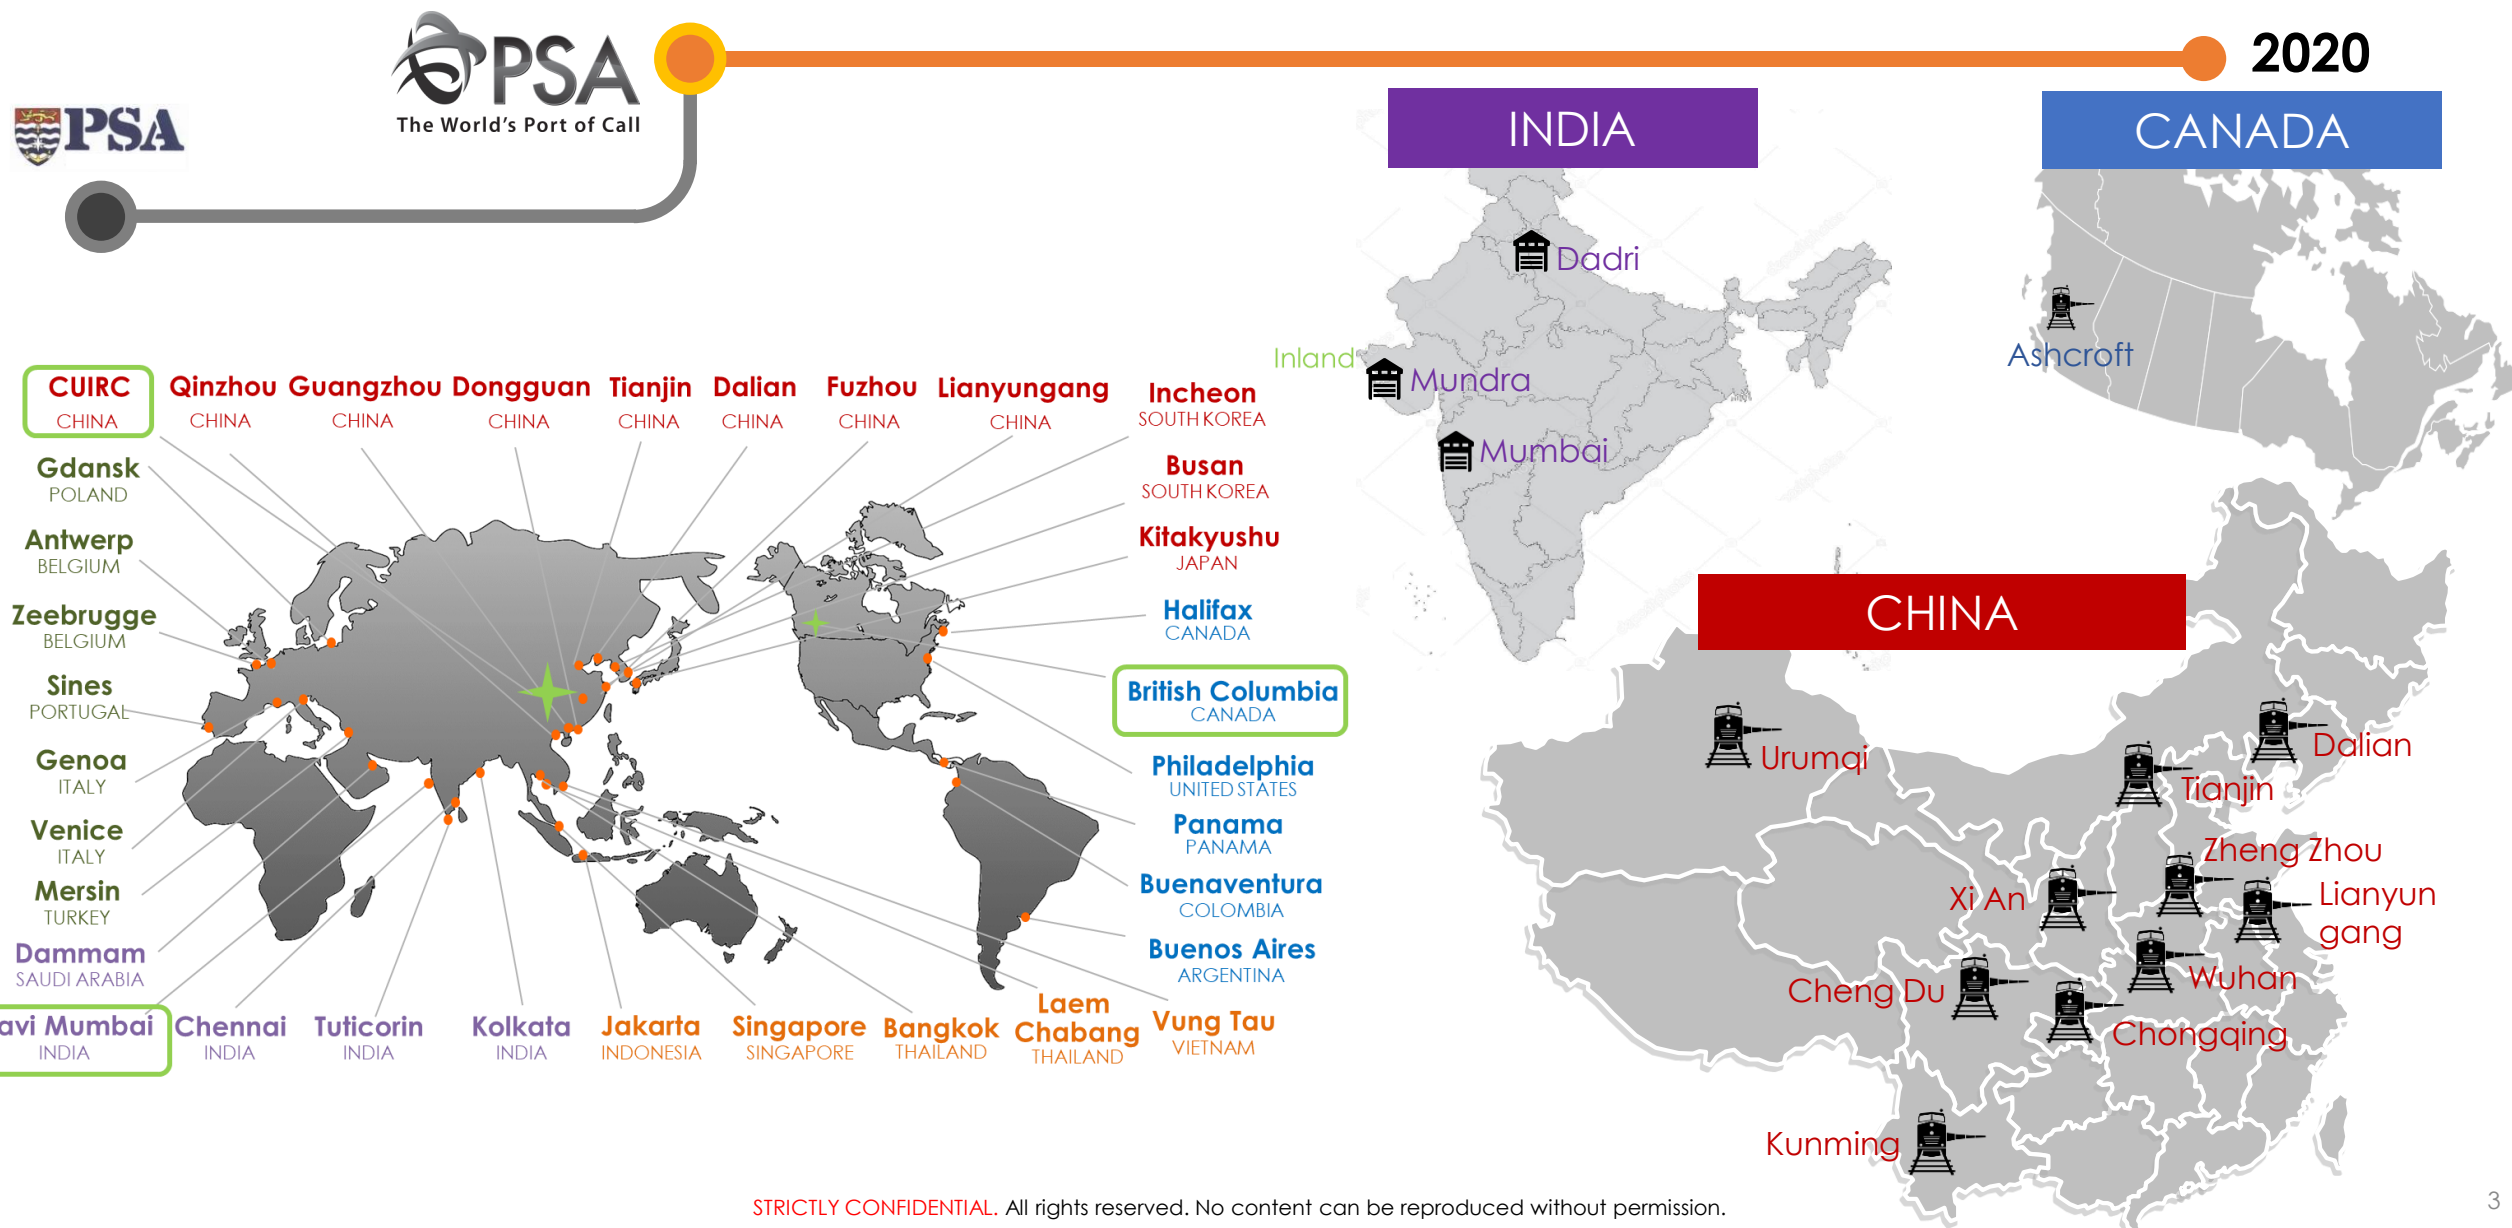 PSA
PSA
The World's Port of Call
2020
INDIA
CANADA
Dadri
Inland
Mundra
Mumbai
Ashcroft
CUIRC
CHINA
Qinzhou
CHINA
Guangzhou
CHINA
Dongguan
CHINA
Tianjin
CHINA
Dalian
CHINA
Fuzhou
CHINA
Lianyungang
CHINA
Incheon
SOUTH KOREA
Busan
SOUTH KOREA
Kitakyushu
JAPAN
Halifax
CANADA
British Columbia
CANADA
Philadelphia
UNITED STATES
Panama
PANAMA
Buenaventura
COLOMBIA
Buenos Aires
ARGENTINA
Gdansk
POLAND
Antwerp
BELGIUM
Zeebrugge
BELGIUM
Sines
PORTUGAL
Genoa
ITALY
Venice
ITALY
Mersin
TURKEY
Dammam
SAUDI ARABIA
avi Mumbai
INDIA
Chennai
INDIA
Tuticorin
INDIA
Kolkata
INDIA
Jakarta
INDONESIA
Singapore
SINGAPORE
Bangkok
THAILAND
Laem
Chabang
THAILAND
Vung Tau
VIETNAM
CHINA
Urumqi
Dalian
Tianjin
Zheng Zhou
Xi An
Lianyun
gang
Wuhan
Cheng Du
Chongqing
Kunming
STRICTLY CONFIDENTIAL. All rights reserved. No content can be reproduced without permission.
3